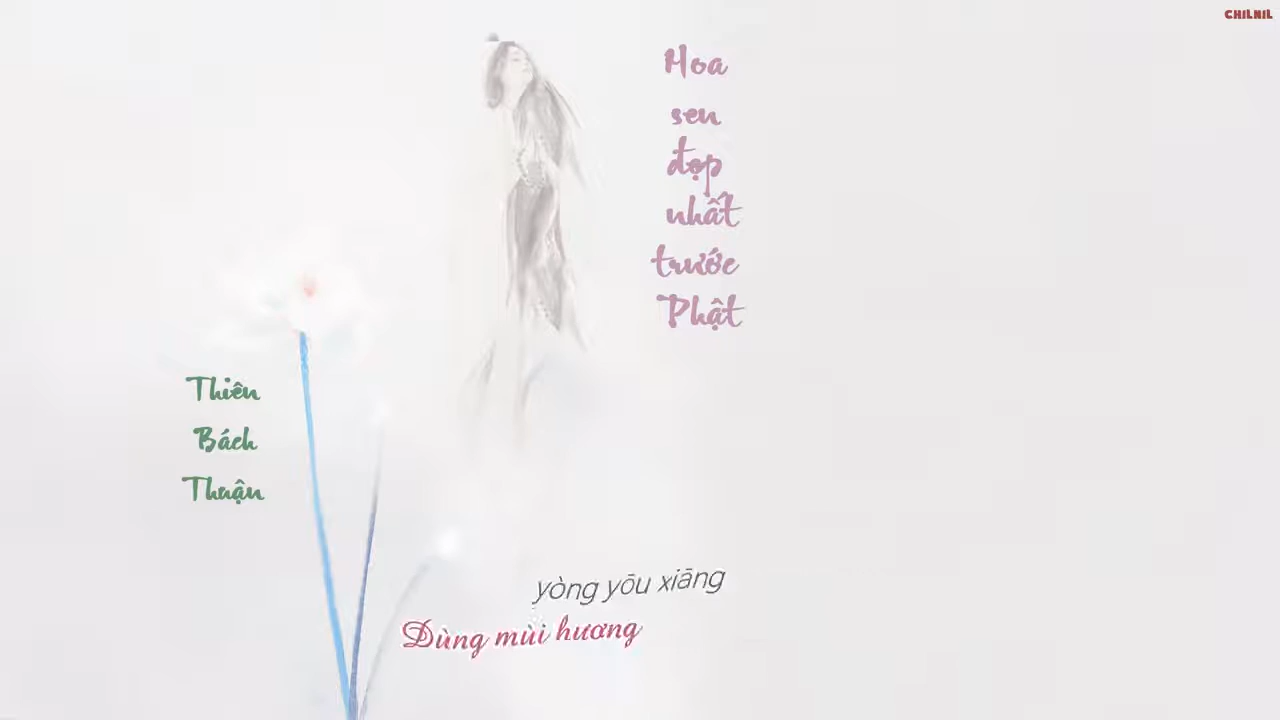 CHILNIL
Hoa
sen
đẹp
nhất
trước
Phật
Thiên
Bách
Thuận
yòng yōu xiāng
Dùng mùi hương